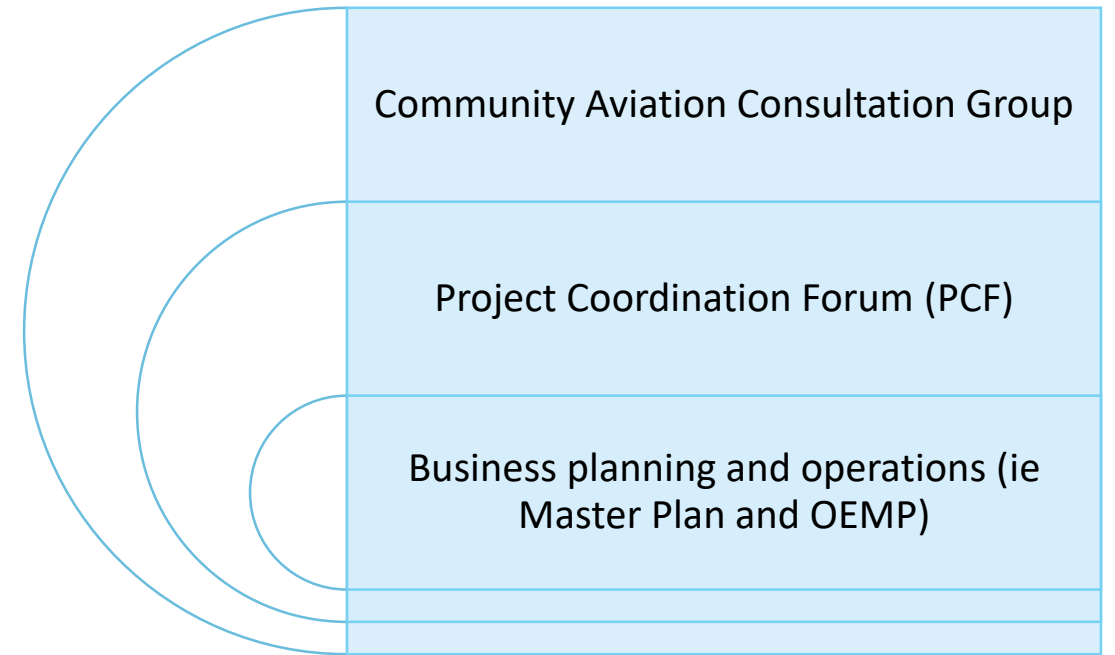 Community Aviation Consultation Group
Project Coordination Forum (PCF)
Business planning and operations (ie
Master Plan and OEMP)